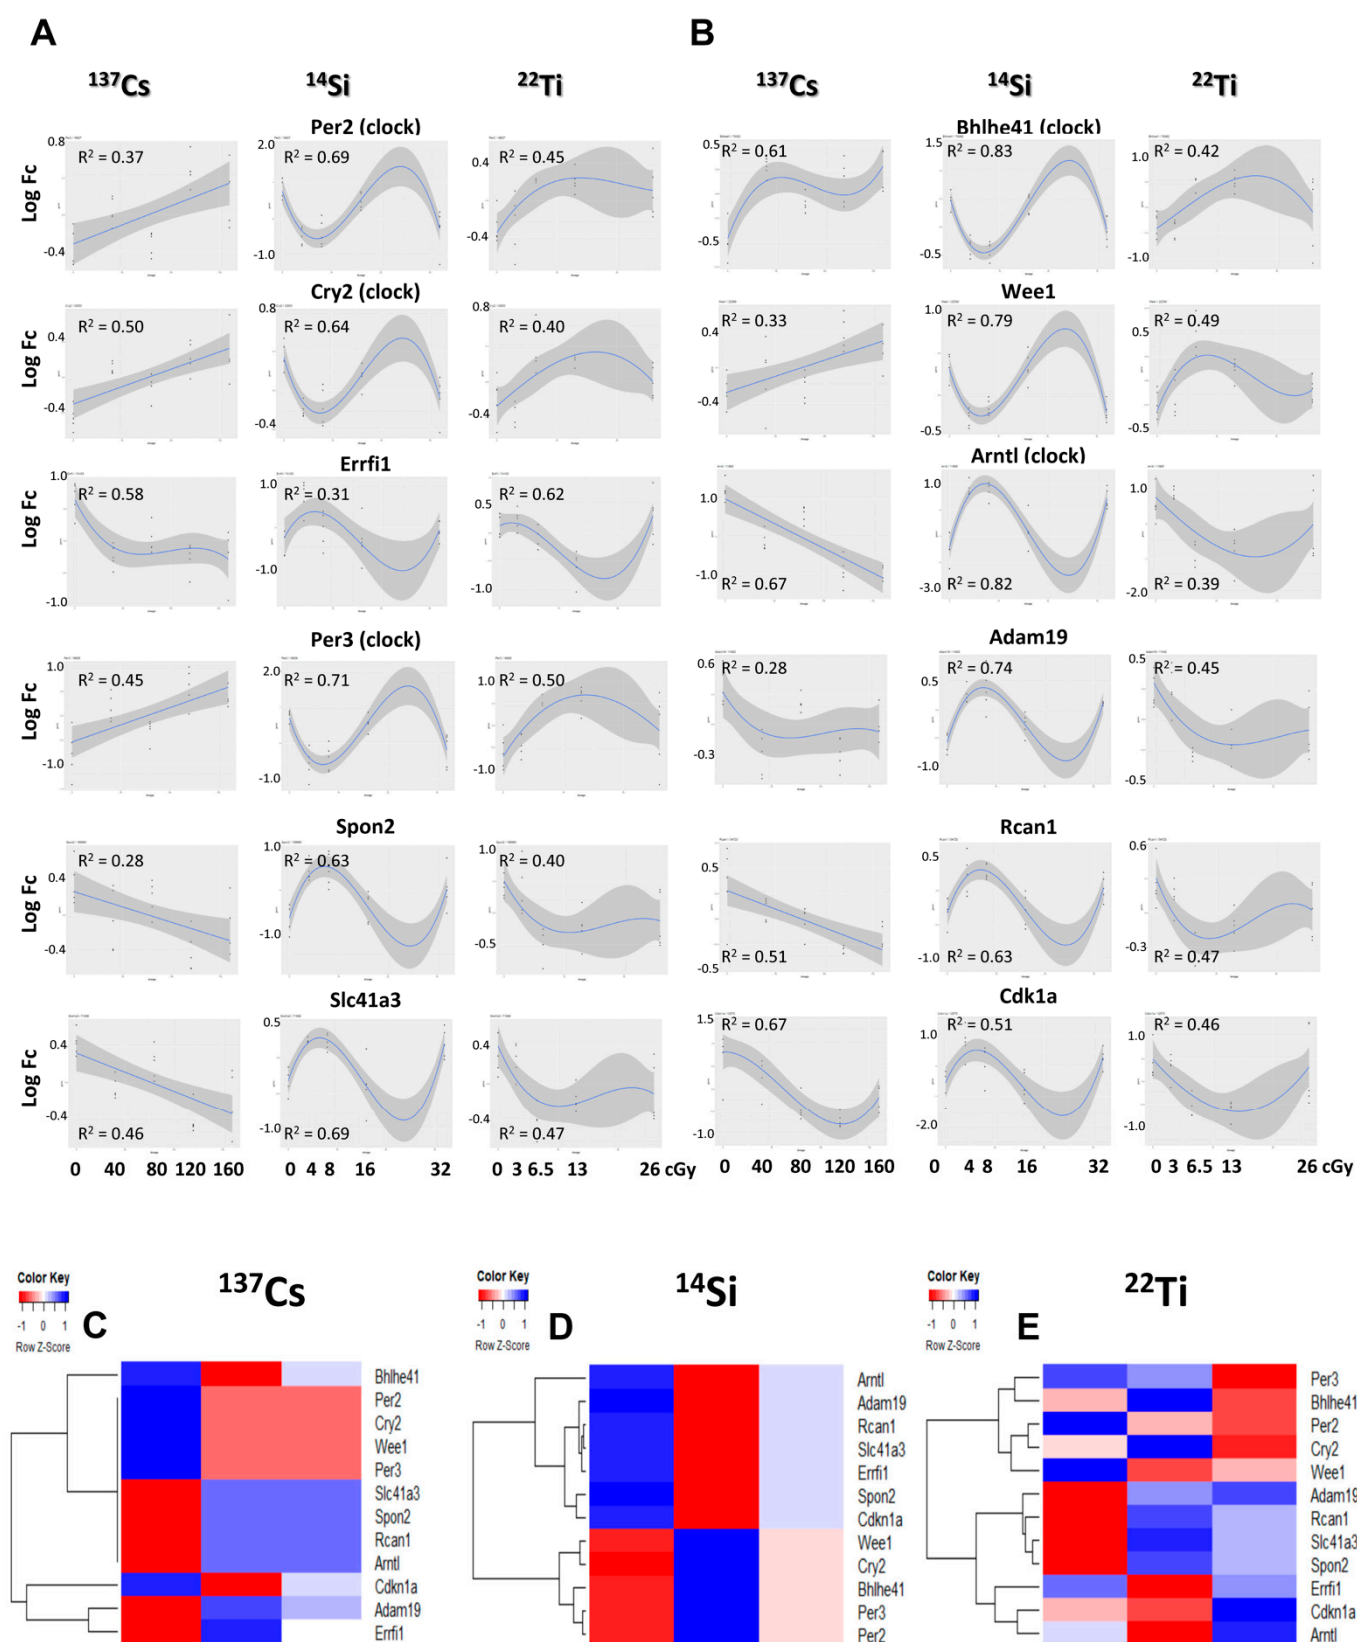 A B
137Cs 14Si 22Ti 137Cs 14Si 22Ti
Per2 (clock) Bhlhe41 (clock)
Log Fc
0.8 R2 = 0.37 -0.4
2.0 R2 = 0.69 -1.0
0.4 R2 = 0.45 -0.4
0.5 R2 = 0.61 -0.5
1.5 R2 = 0.83 -0.5
1.0 R2 = 0.42 -1.0
Cry2 (clock) Wee1
Log Fc
0.4 R2 = 0.50 -0.4
0.8 R2 = 0.64 -0.4
0.8 R2 = 0.40 -0.4
0.4 R2 = 0.33 -0.4
1.0 R2 = 0.79 -0.5
0.5 R2 = 0.49 -0.5
Errfi1 Arntl (clock)
Log Fc
1.0 R2 = 0.58 -1.0
1.0 R2 = 0.31 -1.0
0.5 R2 = 0.62 -1.0
1.0 -1.0 R2 = 0.67
1.0 -3.0 R2 = 0.82
1.0 -2.0 R2 = 0.39
Per3 (clock) Adam19
Log Fc
1.0 R2 = 0.45 -1.0
2.0 R2 = 0.71 -1.0
1.0 R2 = 0.50 -1.0
0.6 R2 = 0.28 -0.3
0.5 R2 = 0.74 -1.0
0.5 R2 = 0.45 -0.5
Spon2 Rcan1
Log Fc
0.4 R2 = 0.28 -0.4
1.0 R2 = 0.63 -1.0
1.0 R2 = 0.40 -0.5
0.5 -0.5 R2 = 0.51
0.5 -1.0 R2 = 0.63
0.6 -0.3 R2 = 0.47
Slc41a3 Cdk1a
Log Fc
0.4 -0.4 R2 = 0.46
0.5 -1.0 R2 = 0.69
0.4 -0.4 R2 = 0.47
1.5 R2 = 0.67 -1.0
1.0 R2 = 0.51 -2.0
1.0 R2 = 0.46 -1.0
0 40 80 120 160 0 4 8 16 32 0 3 6.5 13 26 cGy 0 40 80 120 160 0 4 8 16 32 0 3 6.5 13 26 cGy
Color Key
-1 0 1
Row Z-Score
C
137Cs
Bhlhe41
Per2
Cry2
Wee1
Per3
Slc41a3
Spon2
Rcan1
Arntl
Cdkn1a
Adam19
Errfi1
Color Key
-1 0 1
Row Z-Score
D
14Si
Arntl
Adam19
Rcan1
Slc41a3
Errfi1
Spon2
Cdkn1a
Wee1
Cry2
Bhlhe41
Per3
Per2
Color Key
-1 0 1
Row Z-Score
E
22Ti
Per3
Bhlhe41
Per2
Cry2
Wee1
Adam19
Rcan1
Slc41a3
Spon2
Errfi1
Cdkn1a
Arntl